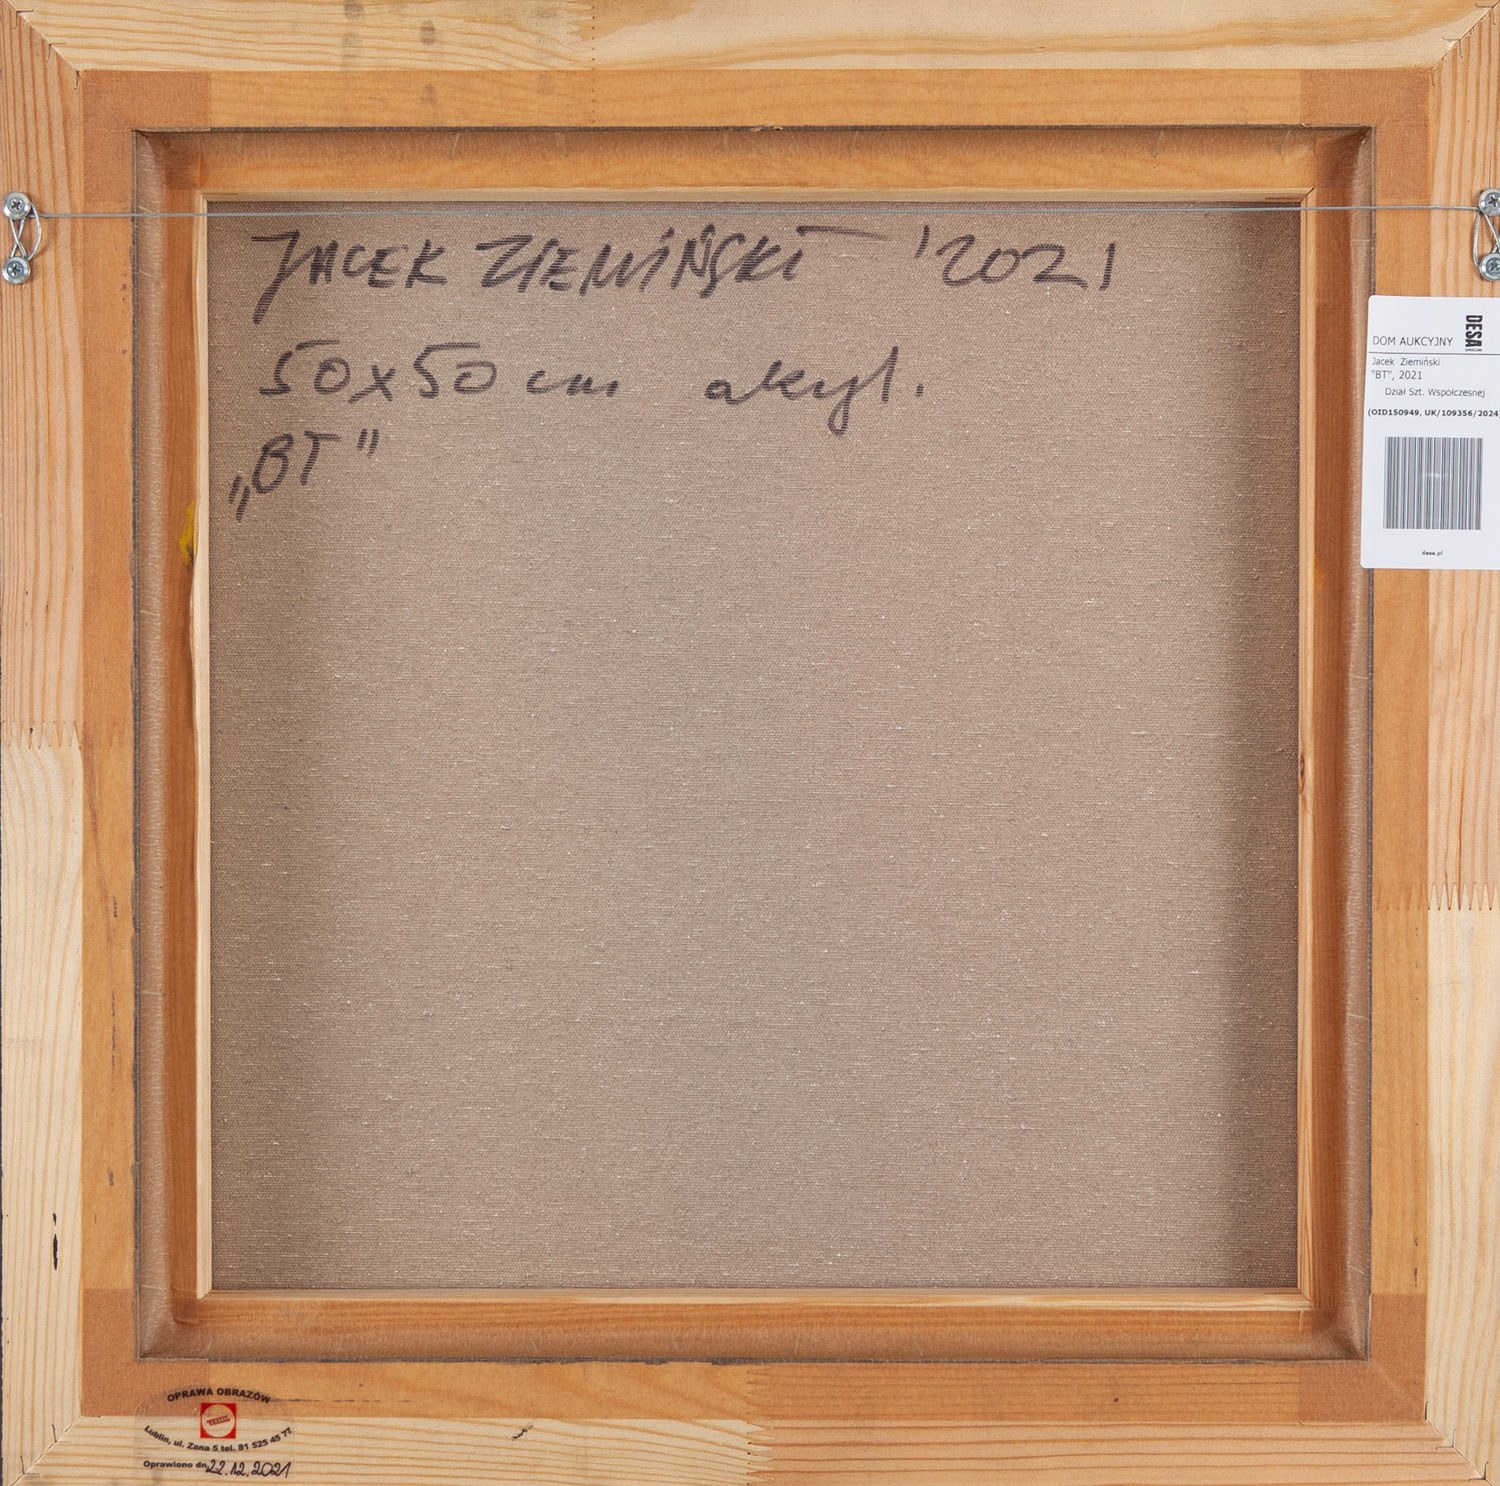 JACEK ZIEMIŃSKI '2021
50x50 cm akryl.
„BT"
DESA
DOM AUKCYJNY
Jacek Ziemiński
"BT", 2021
Dział Szt. Współczesnej
(OID150949, UK/109356/2024)
desa.pl
OPRAWA OBRAZÓW
Lublin, ul. Zana 5 tel. 81 525 45 77
Oprawiono dn. 22.12.2021